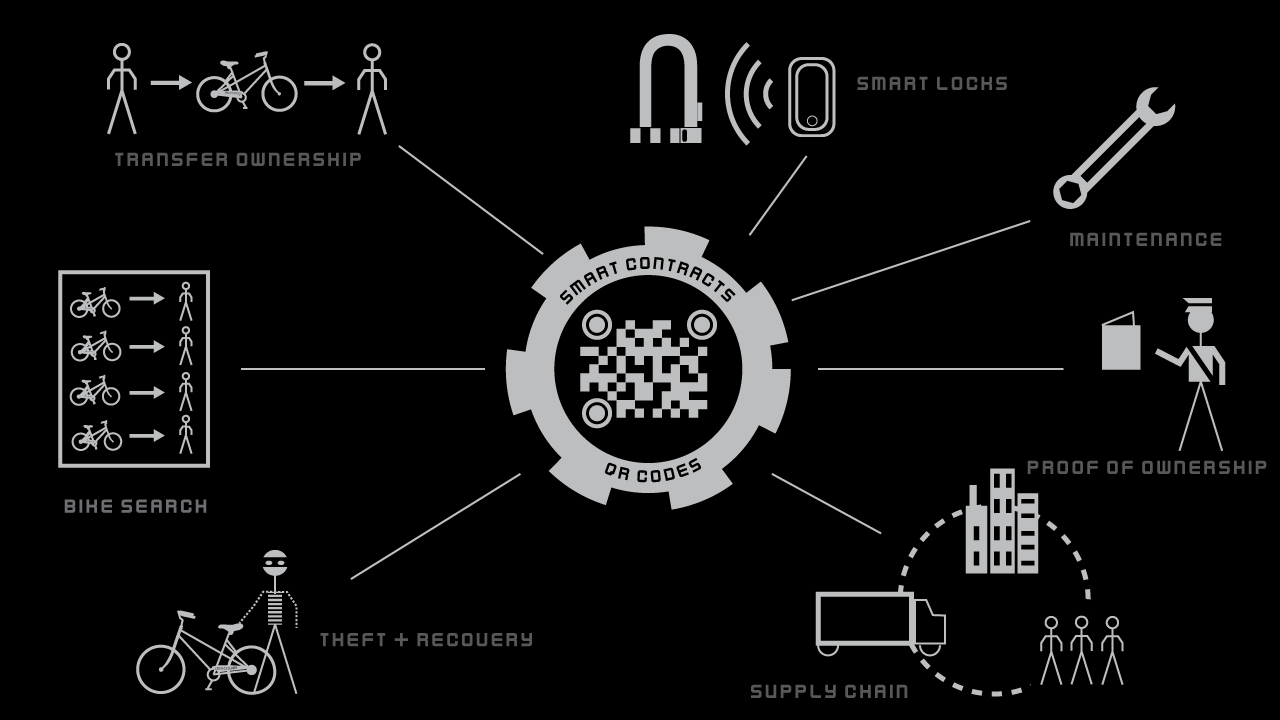 SMART LOCKS
TRANSFER OWNERSHIP
MAINTENANCE
SMART CONTRACTS
QR CODES
PROOF OF OWNERSHIP
BIKE SEARCH
THEFT + RECOVERY
SUPPLY CHAIN